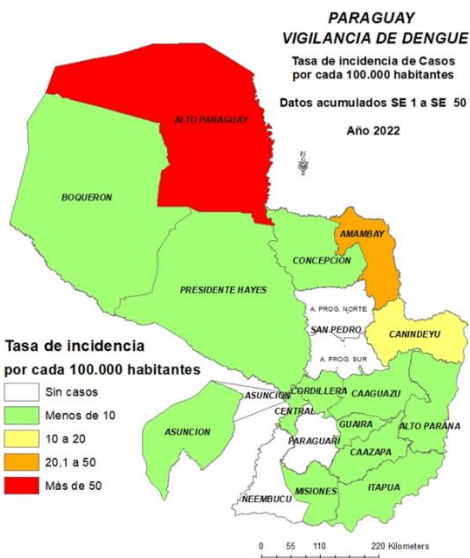 PARAGUAY
VIGILANCIA DE DENGUE
Tasa de incidencia de Casos
por cada 100.000 habitantes
Datos acumulados SE 1 a SE 50
Año 2022
N
ALTO PARAGUAY
BOQUERON
AMAMBAY
CONCEPCION
PRESIDENTE HAYES
A. PROG. NORTE
SAN PEDRO
A. PROG. SUR
CANINDEYU
Tasa de incidencia
por cada 100.000 habitantes
Sin casos
Menos de 10
10 a 20
20,1 a 50
Más de 50
ASUNCION
ASUNCION
CORDILLERA
CAAGUAZU
CENTRAL
GUAIRA
ALTO PARANA
PARAGUARI
CAAZAPA
ÑEEMBUCU
MISIONES
ITAPUA
0 55 110 220 Kilometers